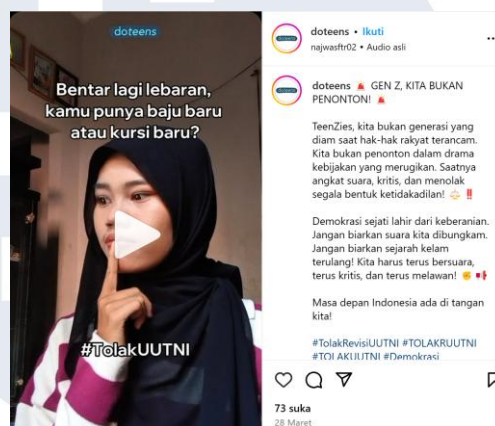 doteens
Bentar lagi lebaran,
kamu punya baju baru
atau kursi baru?
#TolakUUTNI
doteens • Ikuti
najwasftr02 • Audio asli
doteens 🚨 GEN Z, KITA BUKAN
PENONTON! 🚨
TeenZies, kita bukan generasi yang
diam saat hak-hak rakyat terancam.
Kita bukan penonton dalam drama
kebijakan yang merugikan. Saatnya
angkat suara, kritis, dan menolak
segala bentuk ketidakadilan! ⚖️ ‼️
Demokrasi sejati lahir dari keberanian.
Jangan biarkan suara kita dibungkam.
Jangan biarkan sejarah kelam
terulang! Kita harus terus bersuara,
terus kritis, dan terus melawan! ✊ 📢
Masa depan Indonesia ada di tangan
kita!
#TolakRevisiUUTNI #TOLAKRUUTNI
#TOLAKUUTNI #Demokrasi
73 suka
28 Maret